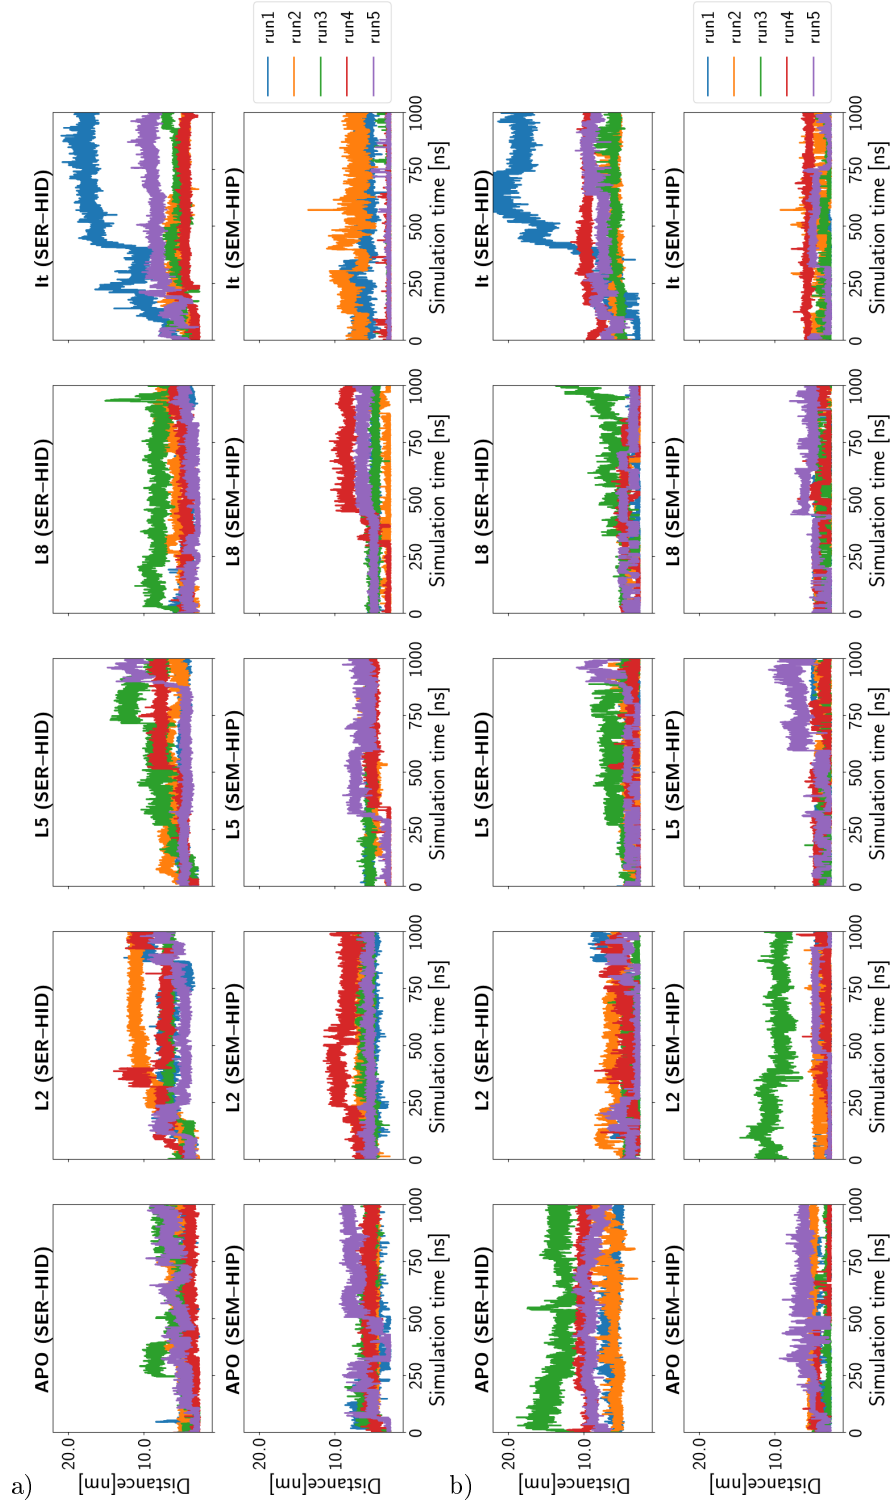 a)
APO (SER–HID)
L2 (SER–HID)
L5 (SER–HID)
L8 (SER–HID)
It (SER–HID)
Distance[nm]
20.0
10.0
run1
run2
run3
run4
run5
APO (SEM–HIP)
L2 (SEM–HIP)
L5 (SEM–HIP)
L8 (SEM–HIP)
It (SEM–HIP)
Distance[nm]
20.0
10.0
0 250 500 750 1000
0 250 500 750 1000
0 250 500 750 1000
0 250 500 750 1000
0 250 500 750 1000
Simulation time [ns]
Simulation time [ns]
Simulation time [ns]
Simulation time [ns]
Simulation time [ns]
b)
APO (SER–HID)
L2 (SER–HID)
L5 (SER–HID)
L8 (SER–HID)
It (SER–HID)
Distance[nm]
20.0
10.0
run1
run2
run3
run4
run5
APO (SEM–HIP)
L2 (SEM–HIP)
L5 (SEM–HIP)
L8 (SEM–HIP)
It (SEM–HIP)
Distance[nm]
20.0
10.0
0 250 500 750 1000
0 250 500 750 1000
0 250 500 750 1000
0 250 500 750 1000
0 250 500 750 1000
Simulation time [ns]
Simulation time [ns]
Simulation time [ns]
Simulation time [ns]
Simulation time [ns]